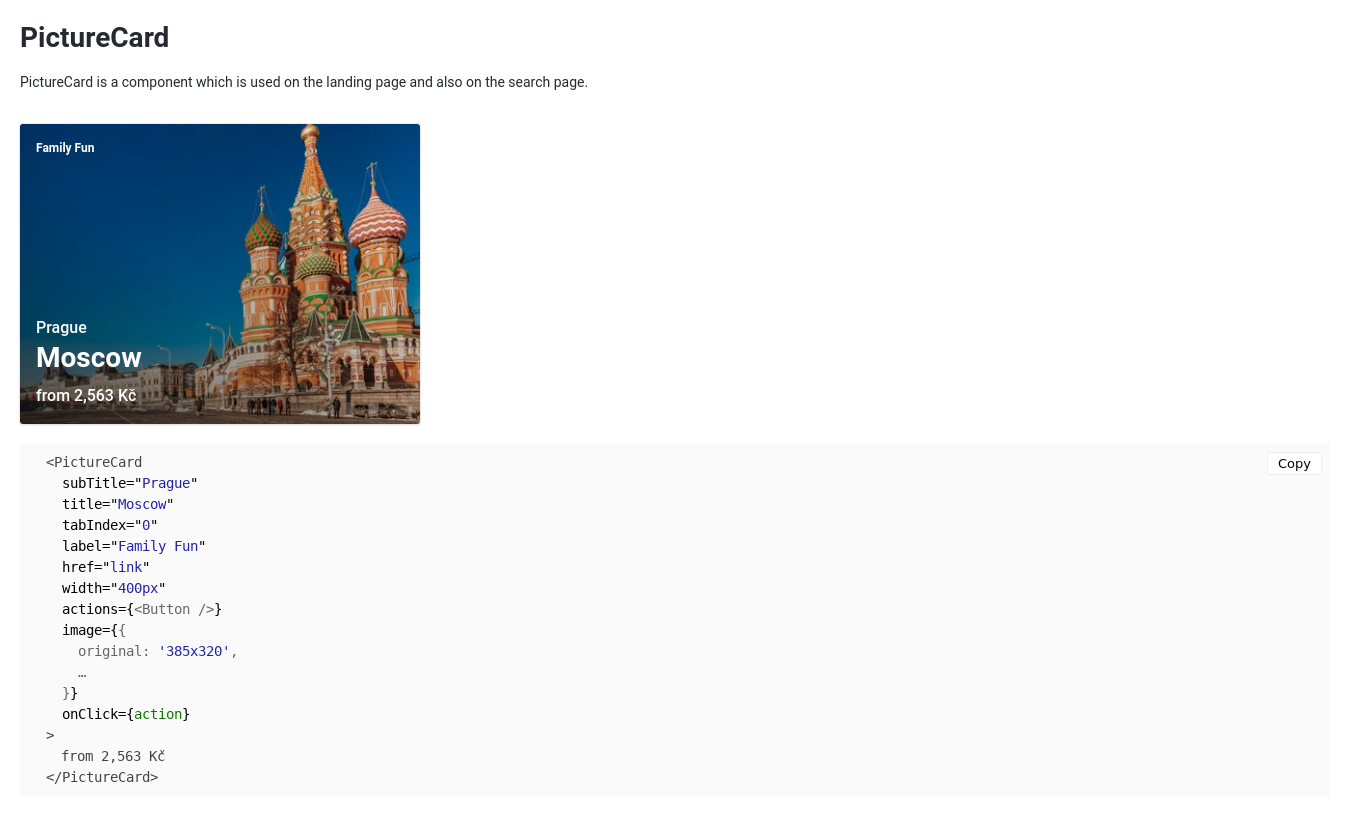 PictureCard
PictureCard is a component which is used on the landing page and also on the search page.
Family Fun
Prague
Moscow
from 2,563 Kč
Copy
<PictureCard
  subTitle="Prague"
  title="Moscow"
  tabIndex="0"
  label="Family Fun"
  href="link"
  width="400px"
  actions={<Button />}
  image={{
    original: '385x320',
    …
  }}
  onClick={action}
>
  from 2,563 Kč
</PictureCard>